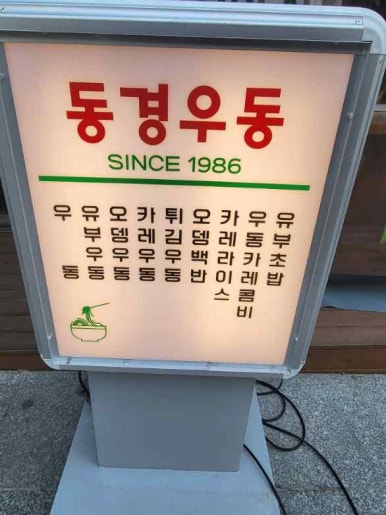 동경우동
SINCE 1986
우동
유부우동
오뎅우동
카레우동
튀김우동
오뎅백반
카레라이스
우동카레콤비
유부초밥